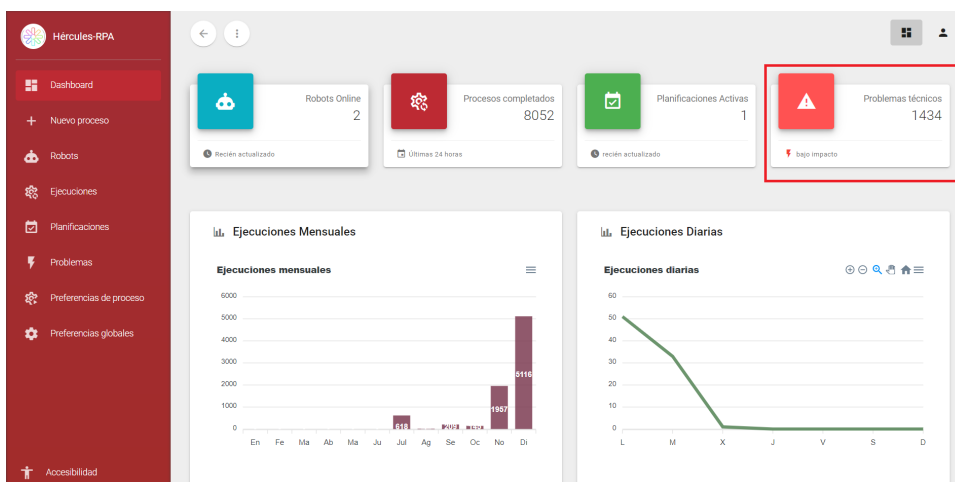 Hércules-RPA
Dashboard
Nuevo proceso
Robots
Ejecuciones
Planificaciones
Problemas
Preferencias de proceso
Preferencias globales
Accesibilidad
Robots Online
2
Recién actualizado
Procesos completados
8052
Últimas 24 horas
Planificaciones Activas
1
recién actualizado
Problemas técnicos
1434
bajo impacto
Ejecuciones Mensuales
Ejecuciones mensuales
6000
5000
4000
3000
2000
1000
0
618
209
140
1957
5116
En Fe Ma Ab Ma Ju Jul Ag Se Oc No Di
Ejecuciones Diarias
Ejecuciones diarias
60
50
40
30
20
10
0
L M X J V S D